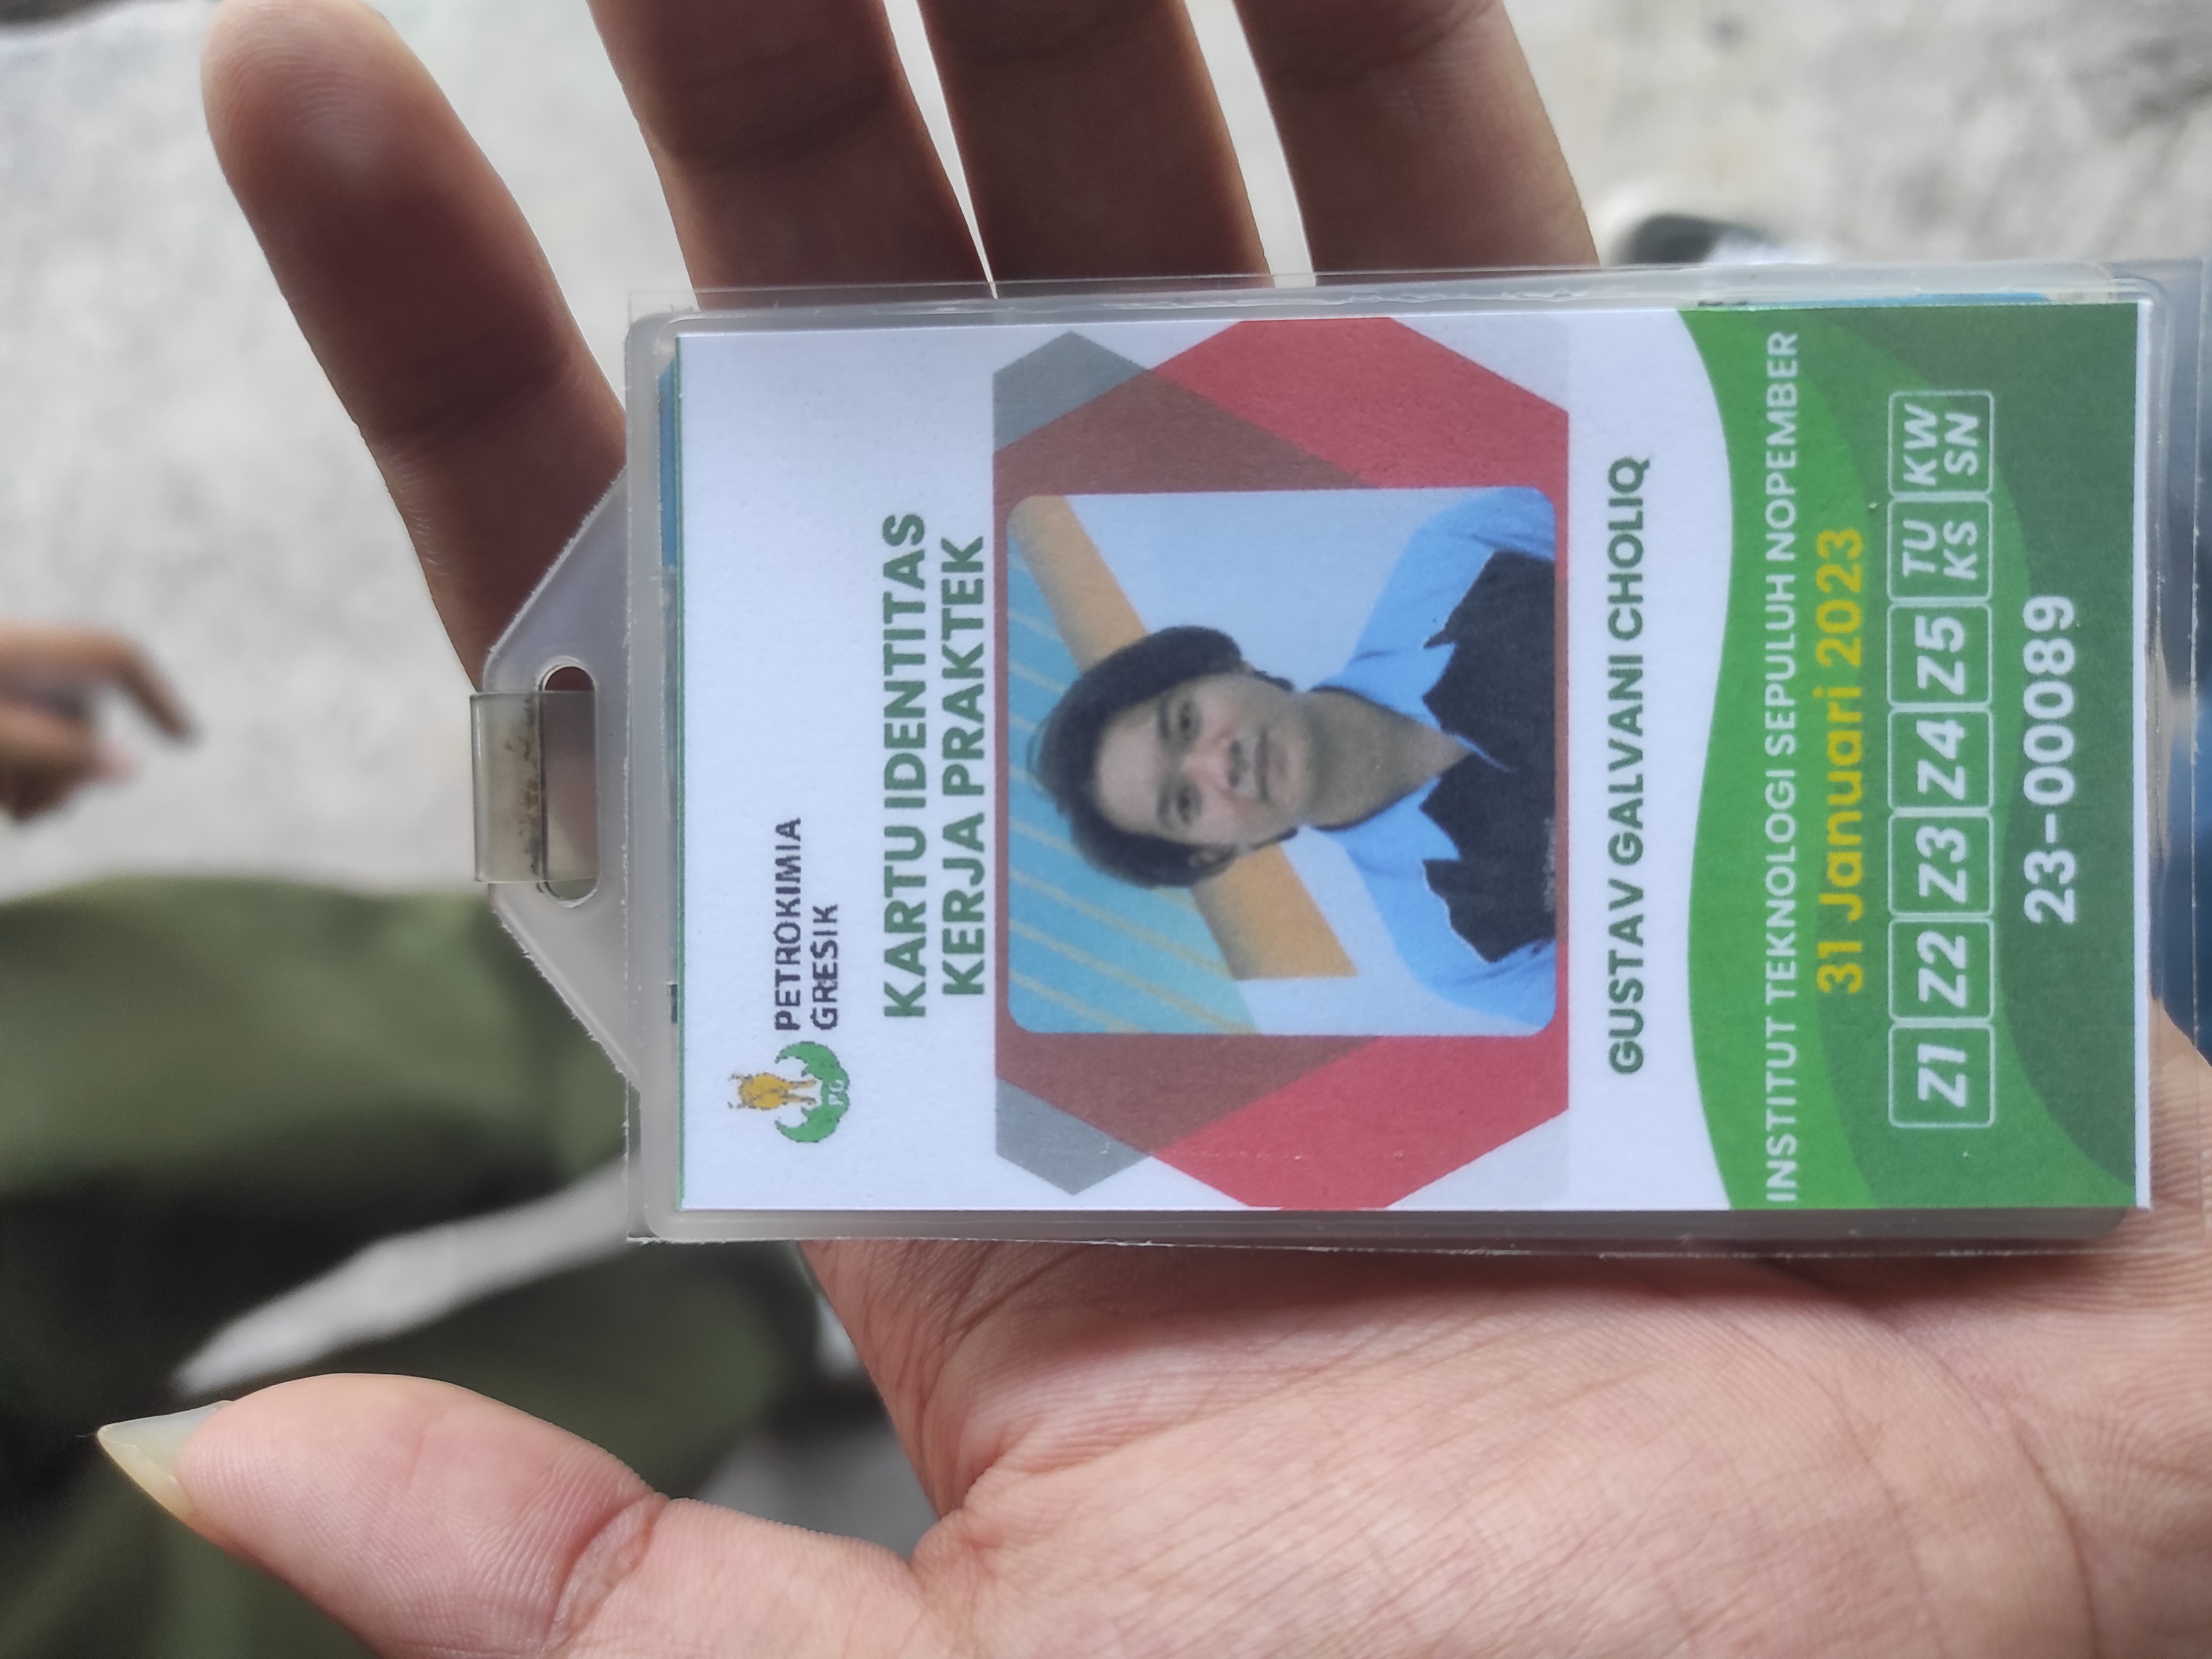 PG
PETROKIMIA
GRESIK
KARTU IDENTITAS
KERJA PRAKTEK
GUSTAV GALVANI CHOLIQ
INSTITUT TEKNOLOGI SEPULUH NOPEMBER
31 Januari 2023
Z1 Z2 Z3 Z4 Z5 TU KS KW SN
23-00089